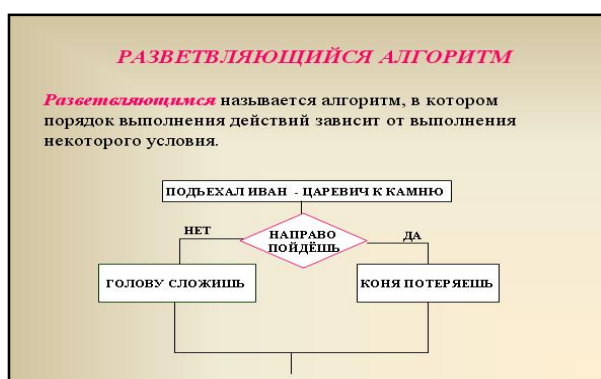 РАЗВЕТВЛЯЮЩИЙСЯ АЛГОРИТМ
Разветвляющимся называется алгоритм, в котором
порядок выполнения действий зависит от выполнения
некоторого условия.
ПОДЪЕХАЛ ИВАН - ЦАРЕВИЧ К КАМНЮ
НЕТ
НАПРАВО
ПОЙДЁШЬ
ДА
ГОЛОВУ СЛОЖИШЬ
КОНЯ ПОТЕРЯЕШЬ